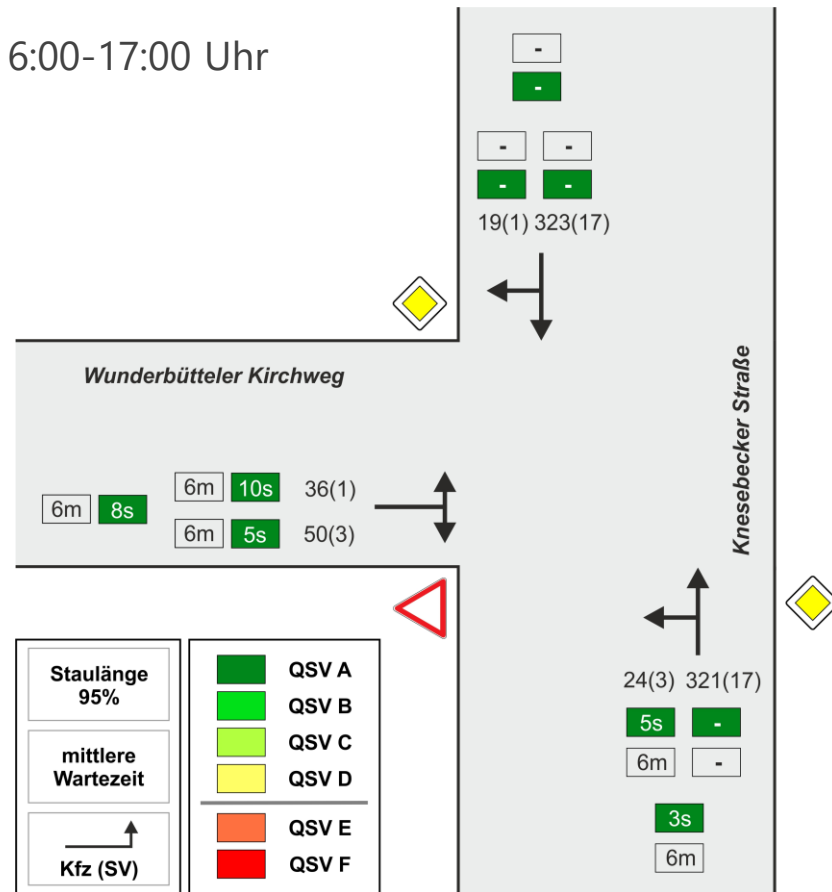 6:00-17:00 Uhr
-
-
- -
- -
19(1) 323(17)
Wunderbütteler Kirchweg
Knesebecker Straße
6m 8s
6m 10s 36(1)
6m 5s 50(3)
24(3) 321(17)
5s -
6m -
3s
6m
Staulänge
95%
mittlere
Wartezeit
Kfz (SV)
QSV A
QSV B
QSV C
QSV D
QSV E
QSV F